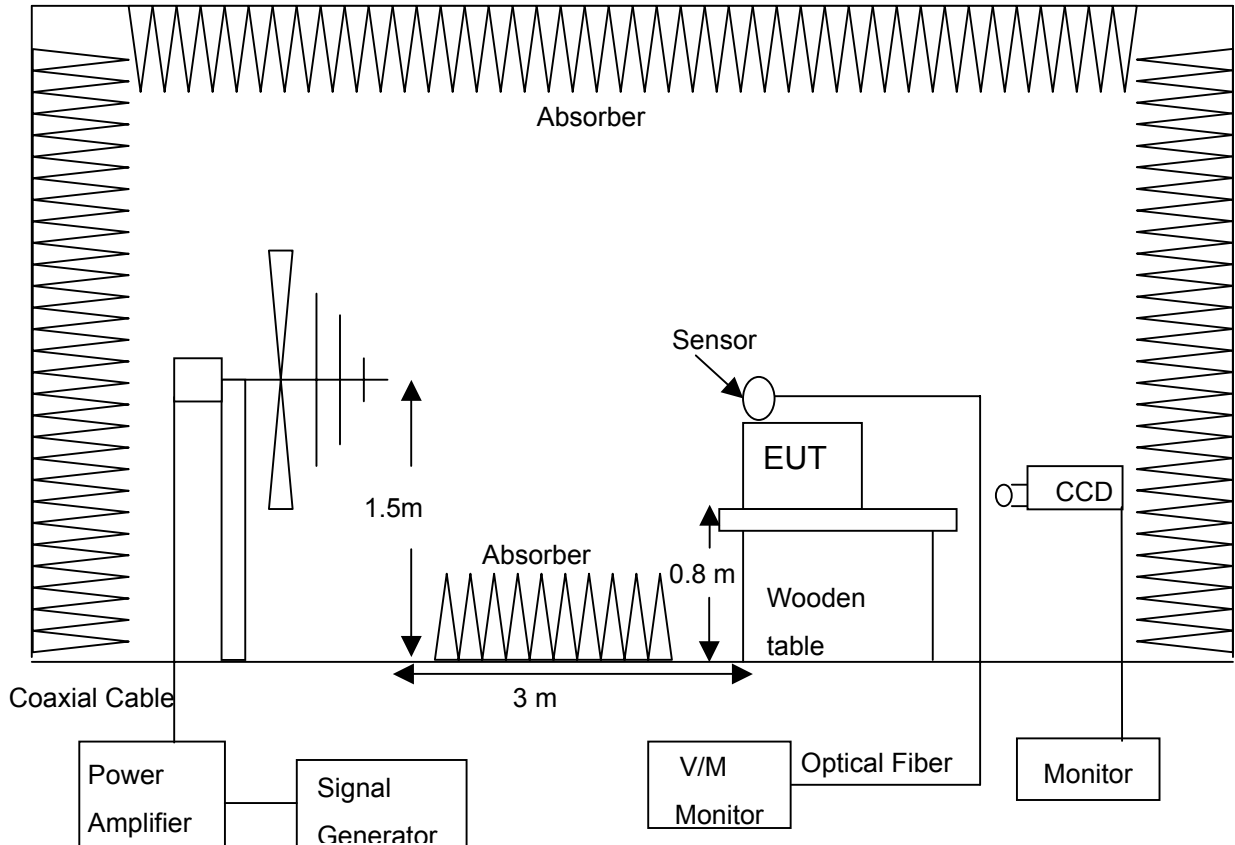 Absorber
Sensor
EUT
CCD
1.5m
Absorber
0.8 m
Wooden
table
3 m
Coaxial Cable
Power
Amplifier
Signal
Generator
V/M
Monitor
Optical Fiber
Monitor